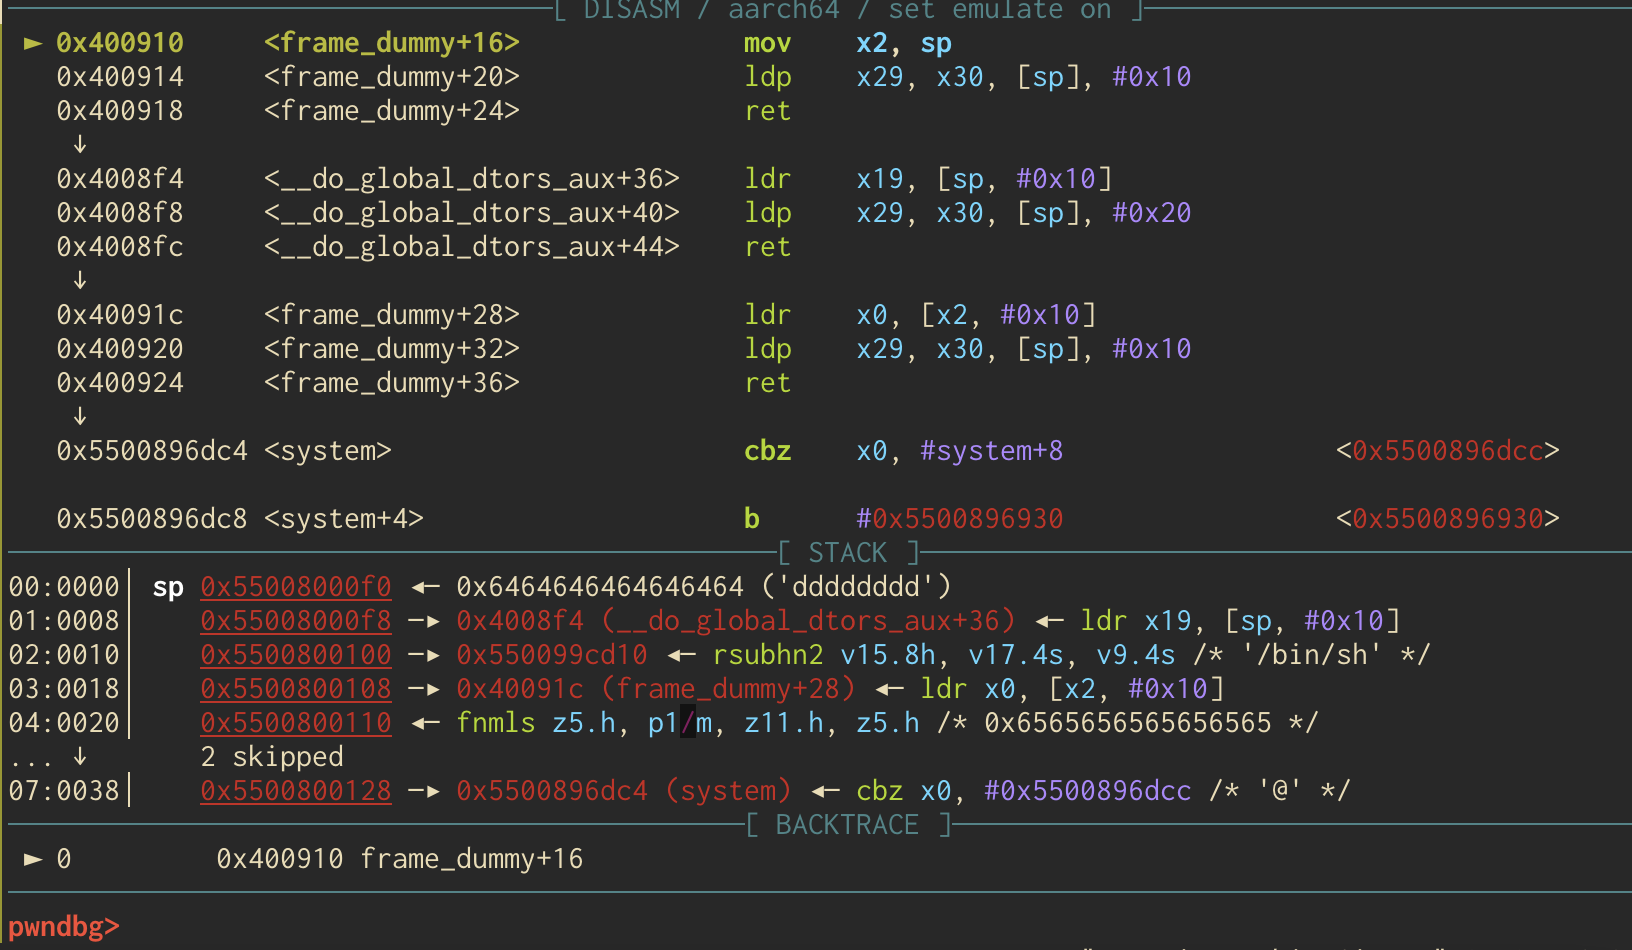 [ DISASM / aarch64 / set emulate on ]
► 0x400910 <frame_dummy+16> mov x2, sp
0x400914 <frame_dummy+20> ldp x29, x30, [sp], #0x10
0x400918 <frame_dummy+24> ret
↓
0x4008f4 <__do_global_dtors_aux+36> ldr x19, [sp, #0x10]
0x4008f8 <__do_global_dtors_aux+40> ldp x29, x30, [sp], #0x20
0x4008fc <__do_global_dtors_aux+44> ret
↓
0x40091c <frame_dummy+28> ldr x0, [x2, #0x10]
0x400920 <frame_dummy+32> ldp x29, x30, [sp], #0x10
0x400924 <frame_dummy+36> ret
↓
0x5500896dc4 <system> cbz x0, #system+8 <0x5500896dcc>
0x5500896dc8 <system+4> b #0x5500896930 <0x5500896930>
[ STACK ]
00:0000│ sp 0x55008000f0 ◂— 0x6464646464646464 ('dddddddd')
01:0008│ 0x55008000f8 —▸ 0x4008f4 (__do_global_dtors_aux+36) ◂— ldr x19, [sp, #0x10]
02:0010│ 0x5500800100 —▸ 0x550099cd10 ◂— rsubhn2 v15.8h, v17.4s, v9.4s /* '/bin/sh' */
03:0018│ 0x5500800108 —▸ 0x40091c (frame_dummy+28) ◂— ldr x0, [x2, #0x10]
04:0020│ 0x5500800110 ◂— fnmls z5.h, p1/m, z11.h, z5.h /* 0x6565656565656565 */
... ↓ 2 skipped
07:0038│ 0x5500800128 —▸ 0x5500896dc4 (system) ◂— cbz x0, #0x5500896dcc /* '@' */
[ BACKTRACE ]
► 0 0x400910 frame_dummy+16
pwndbg>